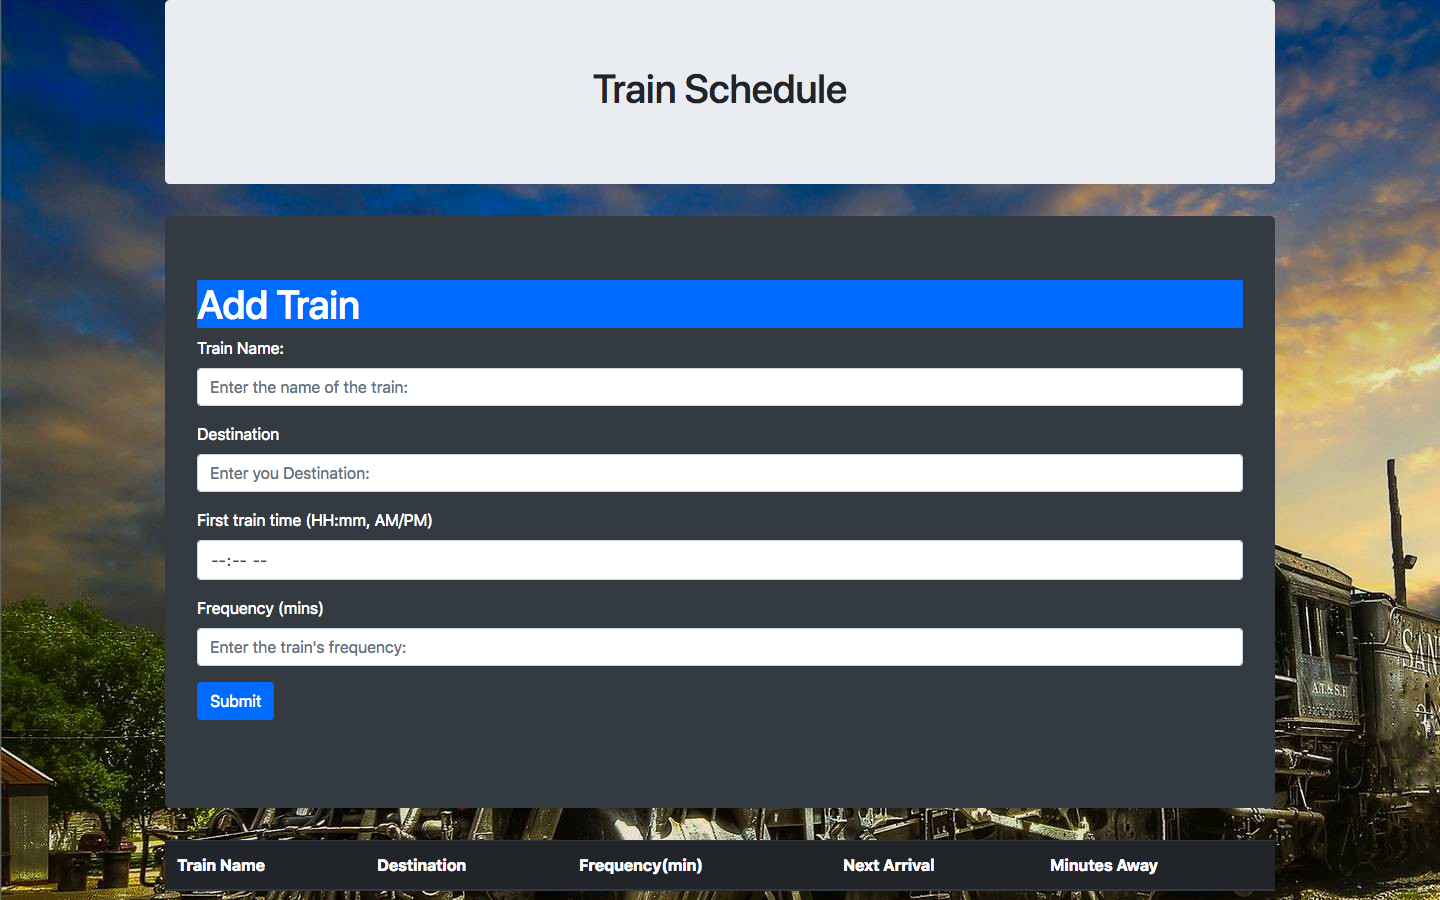 Train Schedule
Add Train
Train Name:
Enter the name of the train:
Destination
Enter you Destination:
First train time (HH:mm, AM/PM)
--:-- --
Frequency (mins)
Enter the train's frequency:
Submit
A.T.& S.F.
Train Name Destination Frequency(min) Next Arrival Minutes Away